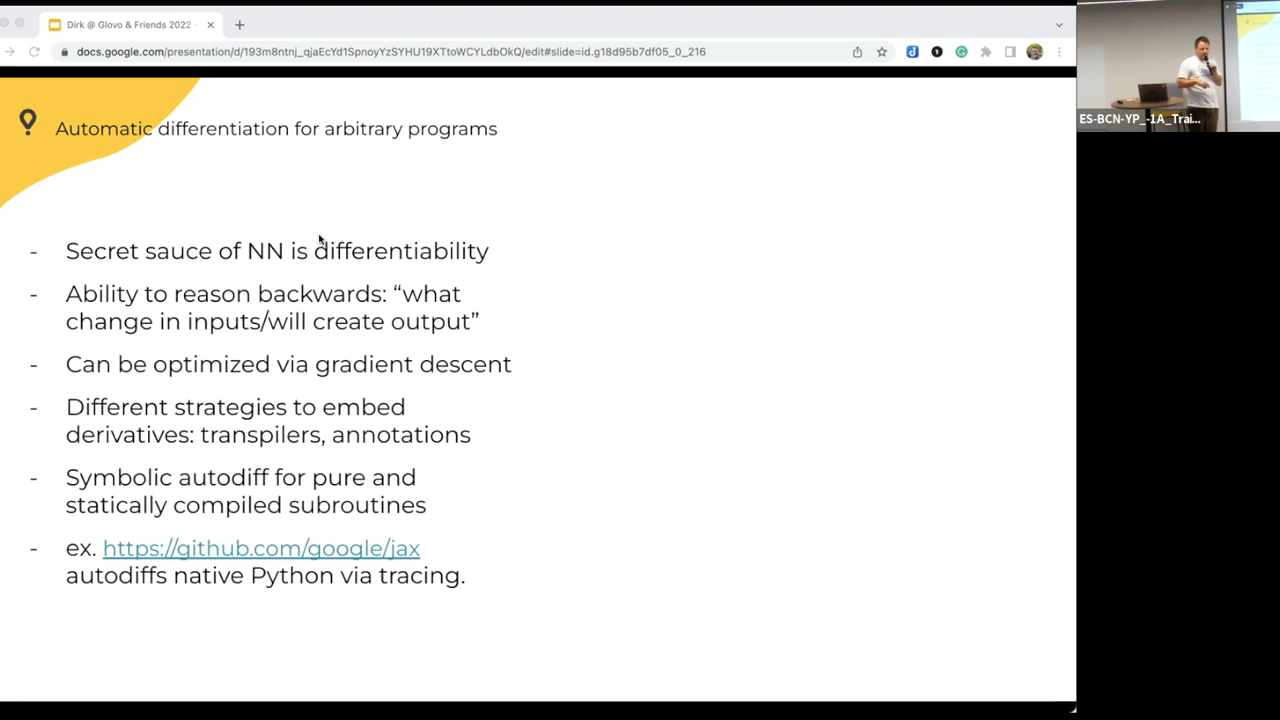 Dirk @ Glovo & Friends 2022
docs.google.com/presentation/d/193m8ntnj_qjaEcYd1SpnoyYzSYHU19XTtoWCYLdbOkQ/edit#slide=id.g18d95b7df05_0_216
ES-BCN-YP_-1A_Trai...
Automatic differentiation for arbitrary programs
- Secret sauce of NN is differentiability
- Ability to reason backwards: “what
change in inputs/will create output”
- Can be optimized via gradient descent
- Different strategies to embed
derivatives: transpilers, annotations
- Symbolic autodiff for pure and
statically compiled subroutines
- ex. https://github.com/google/jax
autodiffs native Python via tracing.